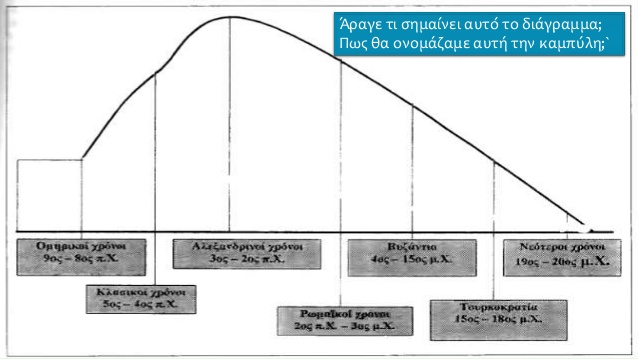 Άραγε τι σημαίνει αυτό το διάγραμμα;
Πως θα ονομάζαμε αυτή την καμπύλη;`
Ομηρικοί χρόνοι
9ος – 8ος π.Χ.
Αλεξανδρινοί χρόνοι
3ος – 2ος π.Χ.
Βυζάντιο
4ος – 15ος μ.Χ.
Νεότεροι χρόνοι
19ος – 20ος μ.Χ.
Κλασικοί χρόνοι
5ος – 4ος π.Χ.
Ρωμαϊκοί χρόνοι
2ος π.Χ. – 3ος μ.Χ.
Τουρκοκρατία
15ος – 18ος μ.Χ.